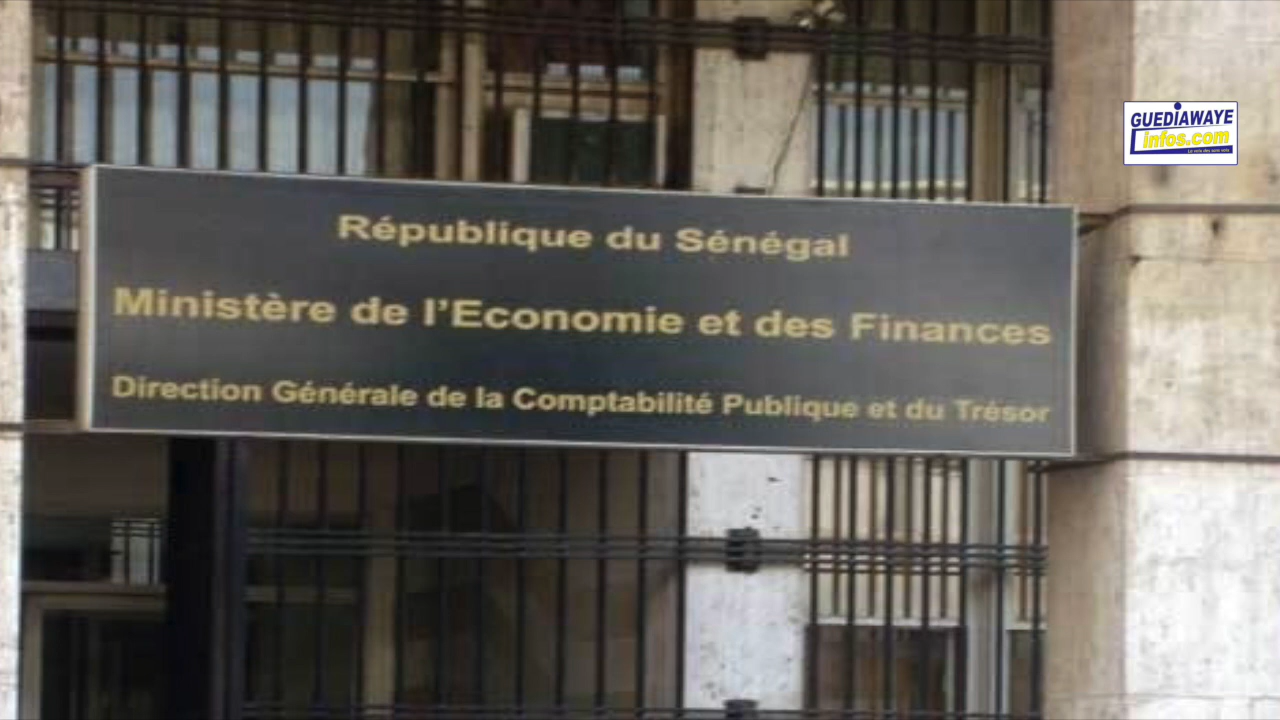 République du Sénégal
Ministère de l'Economie et des Finances
Direction Générale de la Comptabilité Publique et du Trésor
GUEDIAWAYE
infos.com